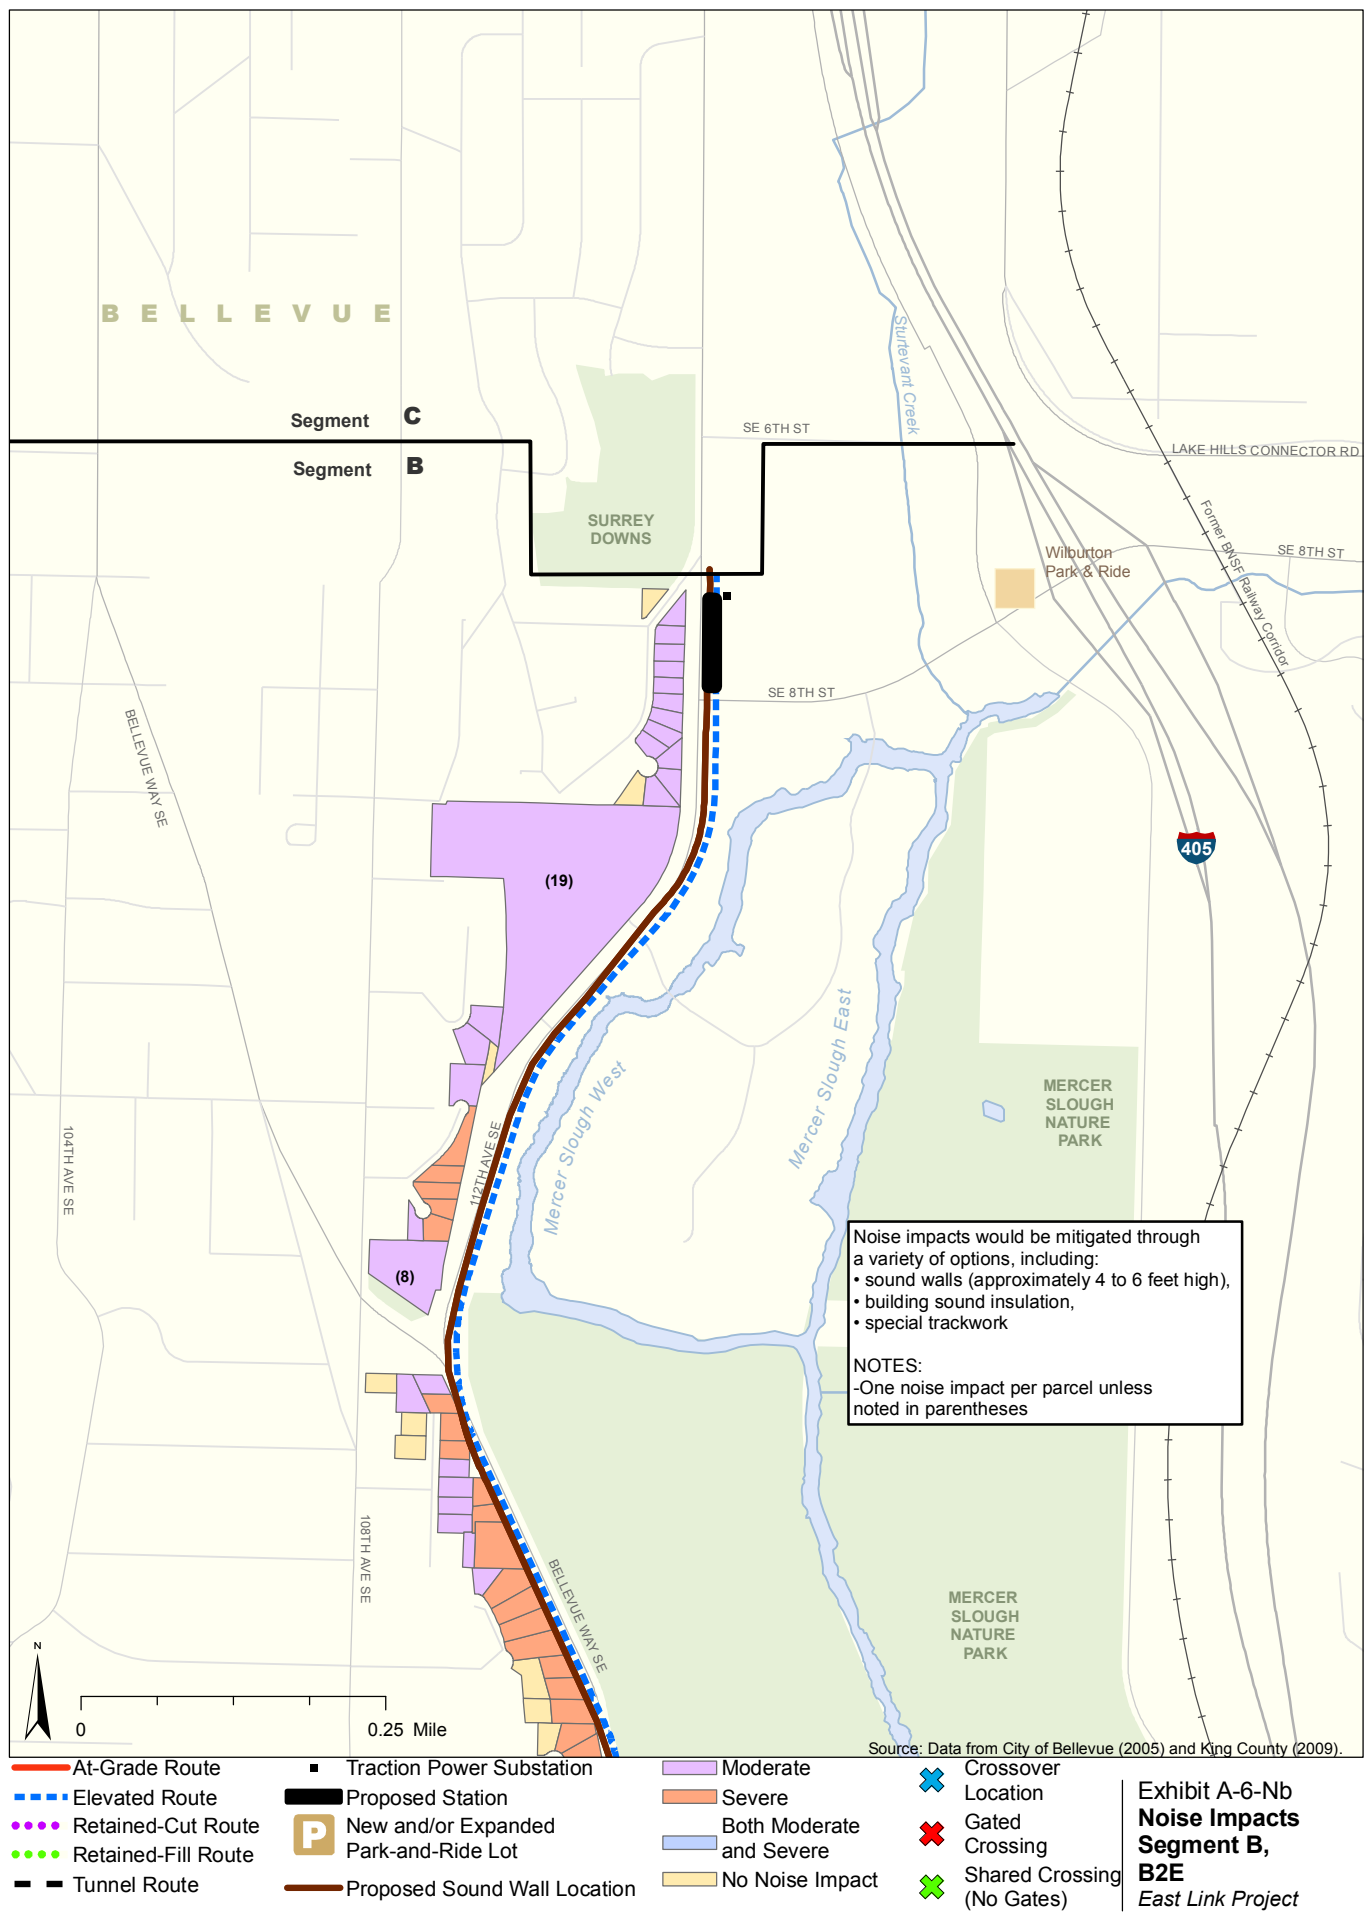 BELLEVUE
Segment C
Segment B
SE 6TH ST
Sturtevant Creek
LAKE HILLS CONNECTOR RD
SURREY
DOWNS
Former BNSF Railway Corridor
Wilburton
Park & Ride
SE 8TH ST
SE 8TH ST
BELLEVUE WAY SE
405
(19)
Mercer Slough East
Mercer Slough West
MERCER
SLOUGH
NATURE
PARK
104TH AVE SE
112TH AVE SE
(8)
Noise impacts would be mitigated through
a variety of options, including:
• sound walls (approximately 4 to 6 feet high),
• building sound insulation,
• special trackwork
NOTES:
-One noise impact per parcel unless
noted in parentheses
108TH AVE SE
BELLEVUE WAY SE
MERCER
SLOUGH
NATURE
PARK
N
0 0.25 Mile
Source: Data from City of Bellevue (2005) and King County (2009).
At-Grade Route
Elevated Route
Retained-Cut Route
Retained-Fill Route
Tunnel Route
Traction Power Substation
Proposed Station
P
New and/or Expanded
Park-and-Ride Lot
Proposed Sound Wall Location
Moderate
Severe
Both Moderate
and Severe
No Noise Impact
Crossover
Location
Gated
Crossing
Shared Crossing
(No Gates)
Exhibit A-6-Nb
Noise Impacts
Segment B,
B2E
East Link Project